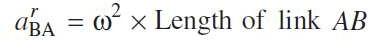 a^r_BA = ω² × Length of link AB